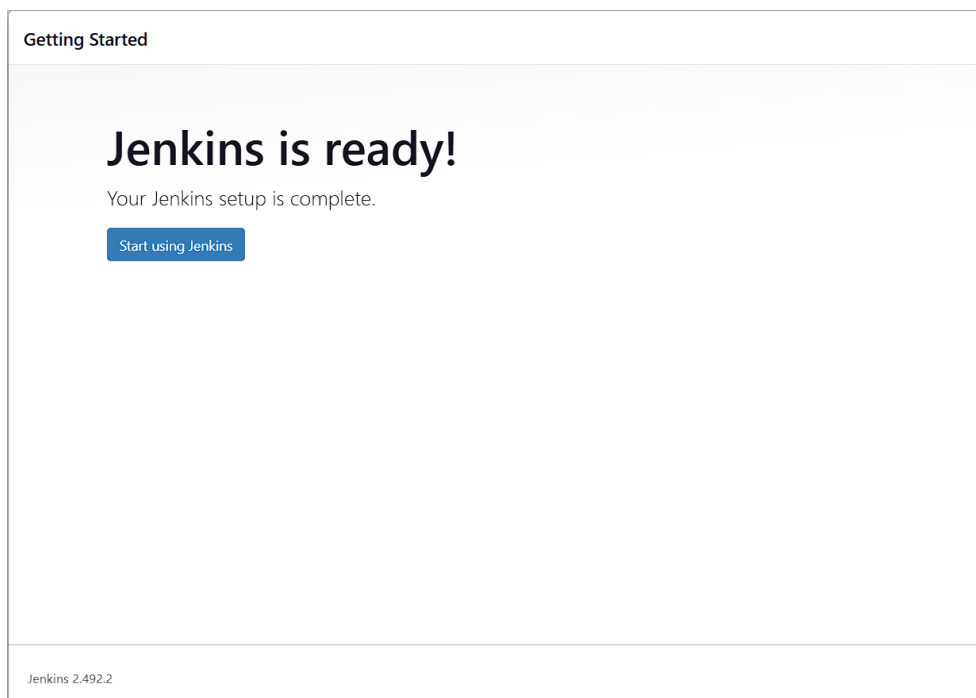 Getting Started
Jenkins is ready!
Your Jenkins setup is complete.
Start using Jenkins
Jenkins 2.492.2